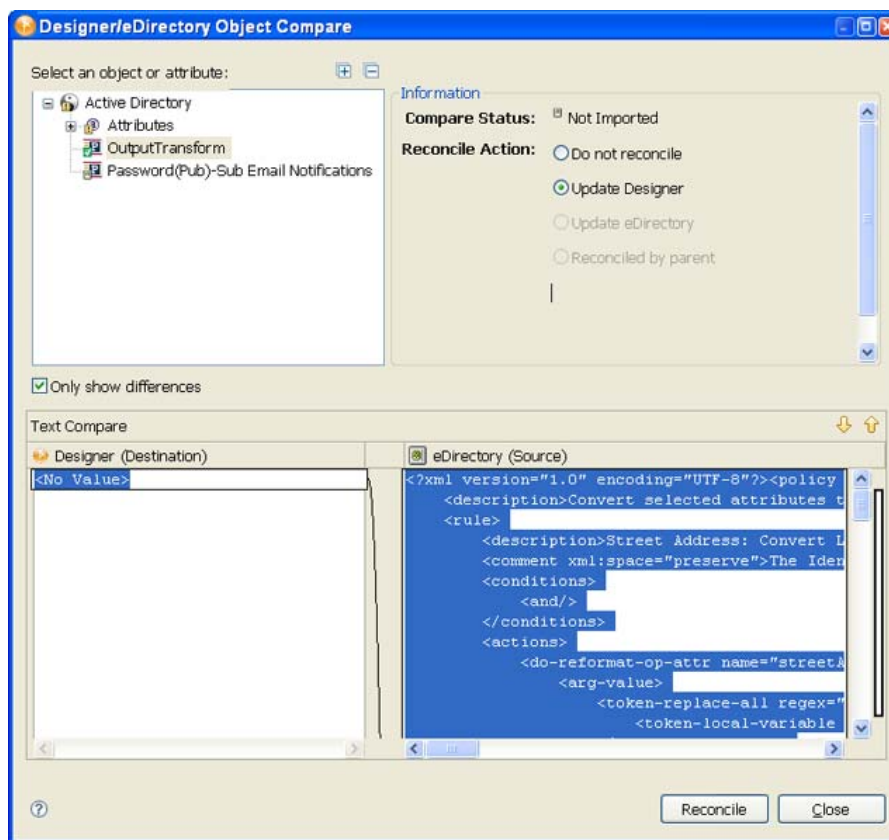 Designer/eDirectory Object Compare
Select an object or attribute:
Active Directory
Attributes
OutputTransform
Password(Pub)-Sub Email Notifications
Information
Compare Status: Not Imported
Reconcile Action: Do not reconcile
Update Designer
Update eDirectory
Reconciled by parent
Only show differences
Text Compare
Designer (Destination)
eDirectory (Source)
<No Value>
<?xml version="1.0" encoding="UTF-8"?><policy
<description>Convert selected attributes t
<rule>
<description>Street Address: Convert L
<comment xml:space="preserve">The Iden
<conditions>
<and/>
</conditions>
<actions>
<do-reformat-op-attr name="streetA
<arg-value>
<token-replace-all regex="
<token-local-variable
Reconcile
Close